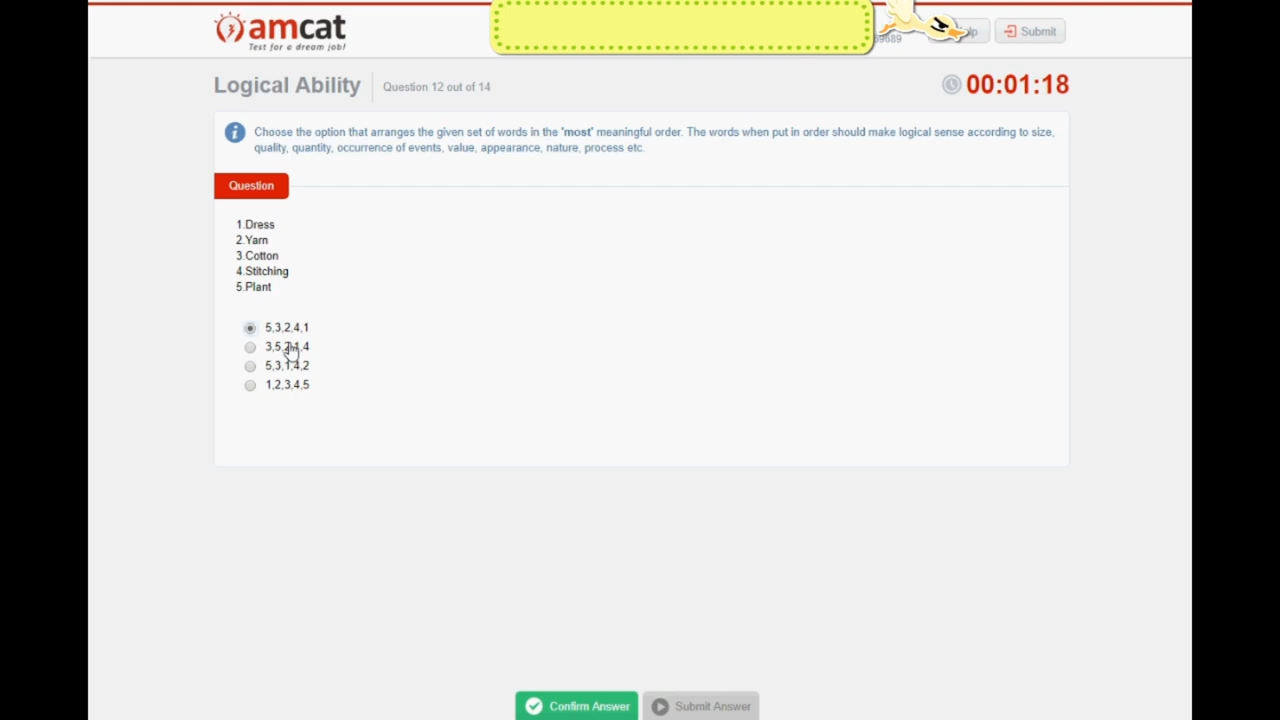 amcat
Test for a dream job!
Submit
Logical Ability
Question 12 out of 14
00:01:18
Choose the option that arranges the given set of words in the 'most' meaningful order. The words when put in order should make logical sense according to size,
quality, quantity, occurrence of events, value, appearance, nature, process etc.
Question
1.Dress
2.Yarn
3.Cotton
4.Stitching
5.Plant
5,3,2,4,1
3,5,2,1,4
5,3,1,4,2
1,2,3,4,5
Confirm Answer
Submit Answer